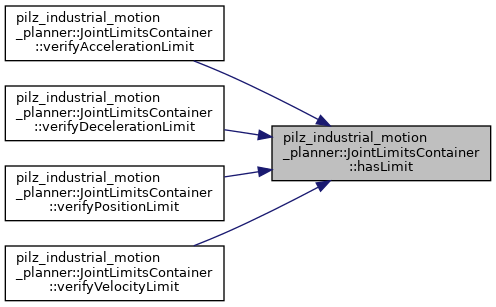 pilz_industrial_motion
_planner::JointLimitsContainer
::verifyAccelerationLimit
pilz_industrial_motion
_planner::JointLimitsContainer
::verifyDecelerationLimit
pilz_industrial_motion
_planner::JointLimitsContainer
::hasLimit
pilz_industrial_motion
_planner::JointLimitsContainer
::verifyPositionLimit
pilz_industrial_motion
_planner::JointLimitsContainer
::verifyVelocityLimit